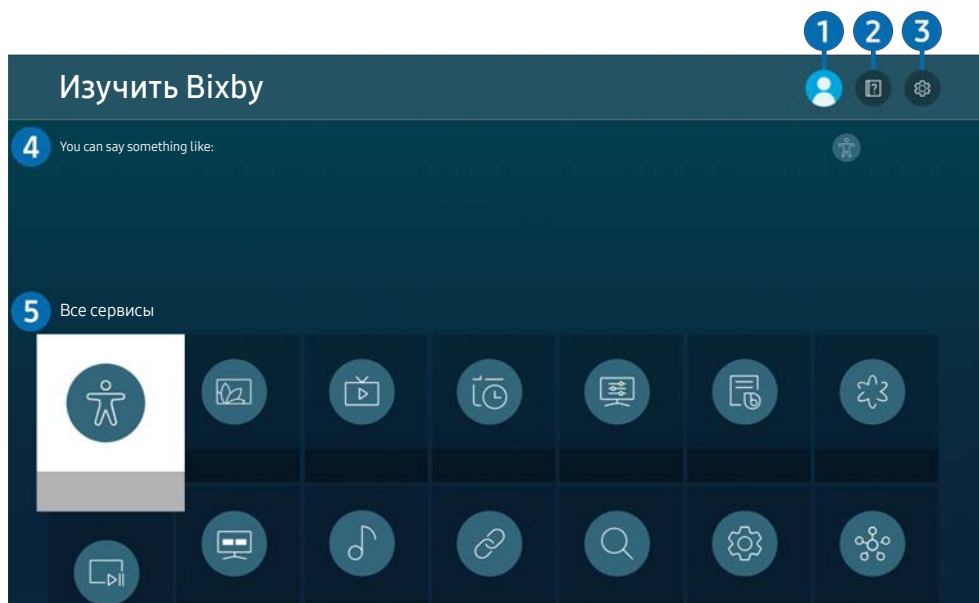 1 2 3
Изучить Bixby
4 You can say something like:
5 Все сервисы